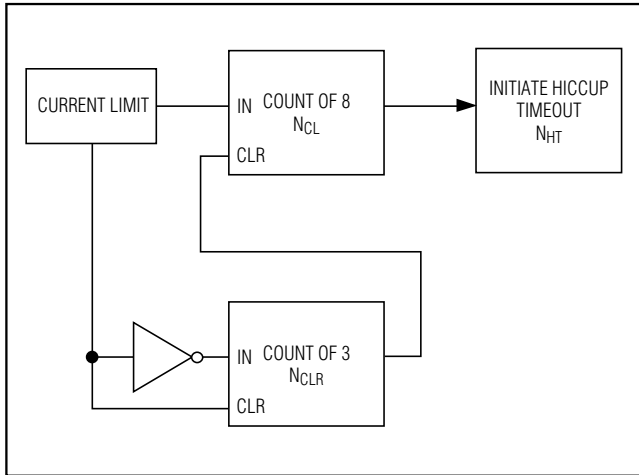 CURRENT LIMIT
IN
COUNT OF 8
NCL
CLR
INITIATE HICCUP
TIMEOUT
NHT
IN
COUNT OF 3
NCLR
CLR